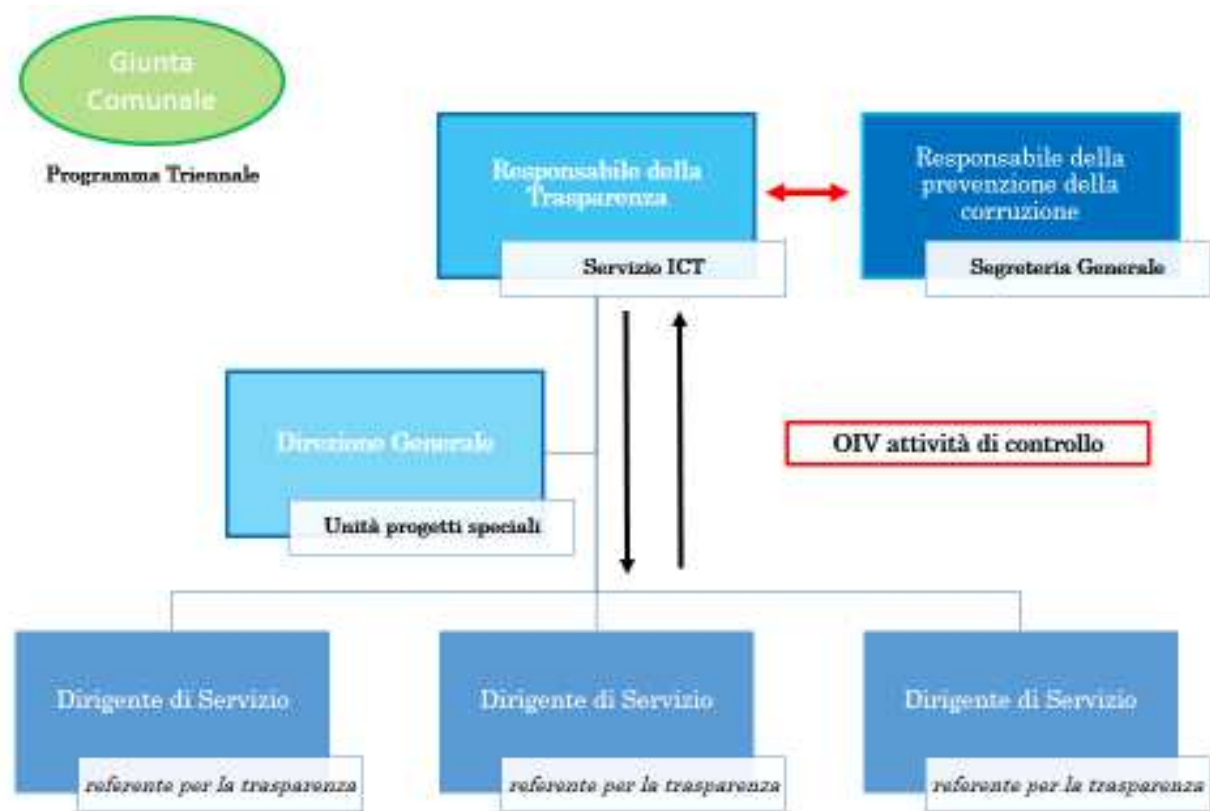 Giunta
Comunale
Programma Triennale
Responsabile della
Trasparenza
Servizio ICT
Responsabile della
prevenzione della
corruzione
Segreteria Generale
Direzione Generale
Unità progetti speciali
OIV attività di controllo
Dirigente di Servizio
referente per la trasparenza
Dirigente di Servizio
referente per la trasparenza
Dirigente di Servizio
referente per la trasparenza